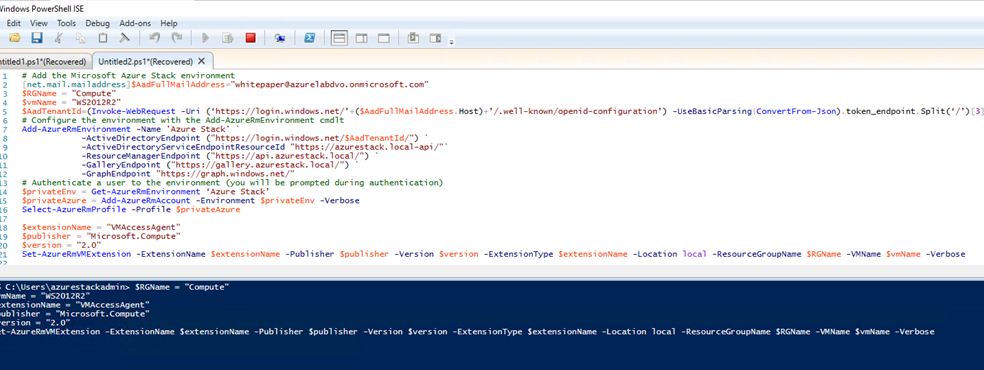 Windows PowerShell ISE
Edit View Tools Debug Add-ons Help
ntitled1.ps1*(Recovered) Untitled2.ps1*(Recovered) X
1 # Add the Microsoft Azure Stack environment
2 [net.mail.mailaddress]$AadFullMailAddress="whitepaper@azurelabdvo.onmicrosoft.com"
3 $RGName = "Compute"
4 $vmName = "WS2012R2"
5 $AadTenantId=(Invoke-WebRequest -Uri ('https://login.windows.net/'+($AadFullMailAddress.Host)+'/.well-known/openid-configuration') -UseBasicParsing|ConvertFrom-Json).token_endpoint.Split('/')[3]
6 # Configure the environment with the Add-AzureRmEnvironment cmdlt
7 Add-AzureRmEnvironment -Name 'Azure Stack' `
8 -ActiveDirectoryEndpoint ("https://login.windows.net/$AadTenantId/") `
9 -ActiveDirectoryServiceEndpointResourceId "https://azurestack.local-api/"`
10 -ResourceManagerEndpoint ("https://api.azurestack.local/") `
11 -GalleryEndpoint ("https://gallery.azurestack.local/") `
12 -GraphEndpoint "https://graph.windows.net/"
13 # Authenticate a user to the environment (you will be prompted during authentication)
14 $privateEnv = Get-AzureRmEnvironment 'Azure Stack'
15 $privateAzure = Add-AzureRmAccount -Environment $privateEnv -Verbose
16 Select-AzureRmProfile -Profile $privateAzure
17
18 $extensionName = "VMAccessAgent"
19 $publisher = "Microsoft.Compute"
20 $version = "2.0"
21 Set-AzureRmVMExtension -ExtensionName $extensionName -Publisher $publisher -Version $version -ExtensionType $extensionName -Location local -ResourceGroupName $RGName -VMName $vmName -Verbose
22
S C:\Users\azurestackadmin> $RGName = "Compute"
vmName = "WS2012R2"
extensionName = "VMAccessAgent"
publisher = "Microsoft.Compute"
version = "2.0"
et-AzureRmVMExtension -ExtensionName $extensionName -Publisher $publisher -Version $version -ExtensionType $extensionName -Location local -ResourceGroupName $RGName -VMName $vmName -Verbose